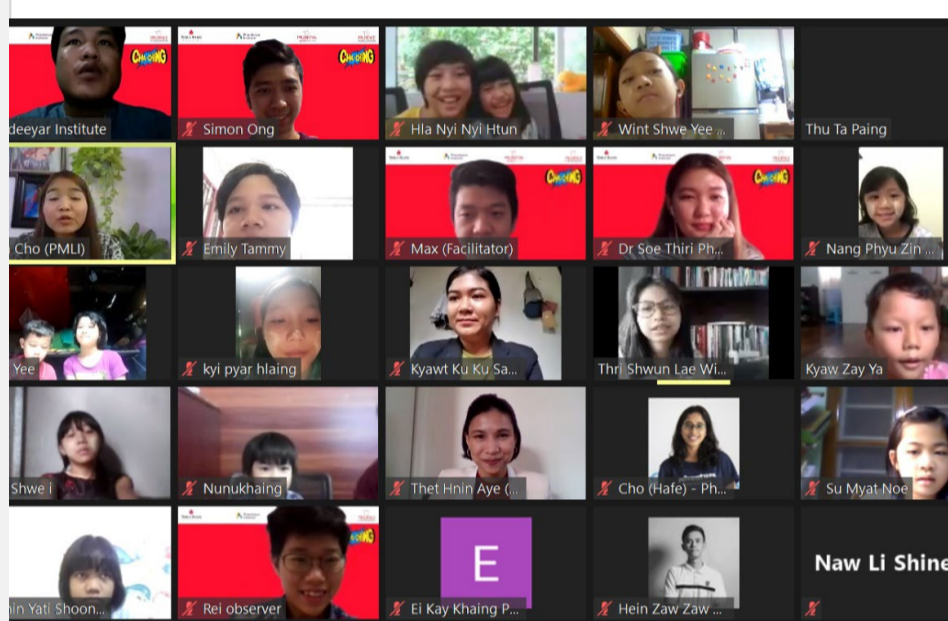 deeyar Institute
Simon Ong
Hla Nyi Nyi Htun
Wint Shwe Yee ...
Thu Ta Paing
Cho (PMLI)
Emily Tammy
Max (Facilitator)
Dr Soe Thiri Ph...
Nang Phyu Zin ...
Yee
kyi pyar hlaing
Kyawt Ku Ku Sa...
Thri Shwun Lae Wi...
Kyaw Zay Ya
Shwe i
Nunukhaing
Thet Hnin Aye (...
Cho (Hafe) - Ph...
Su Myat Noe
in Yati Shoon...
Rei observer
E
Ei Kay Khaing P...
Hein Zaw Zaw ...
Naw Li Shine